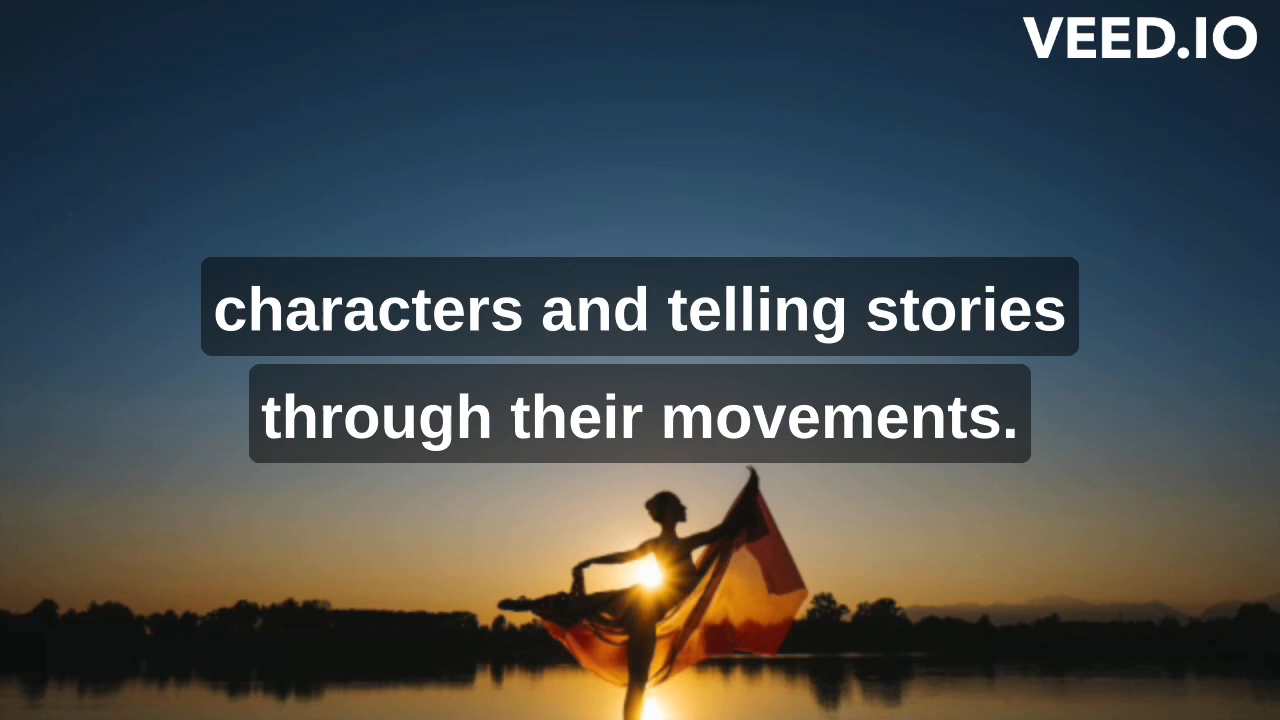 VEED.IO
characters and telling stories
through their movements.